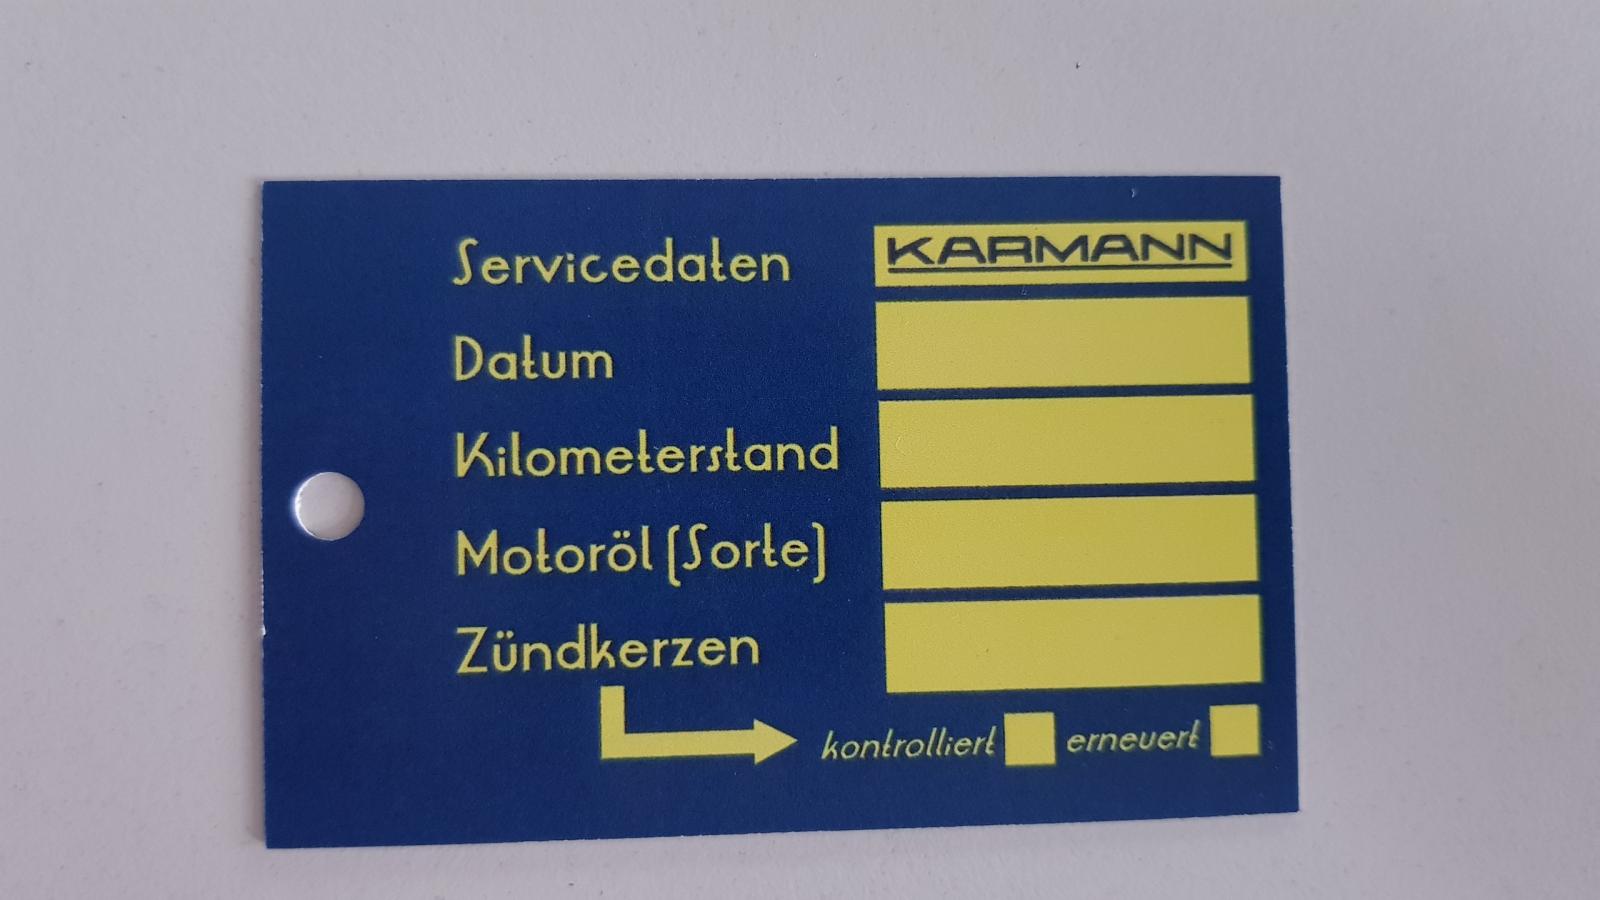 Servicedaten KARMANN
Datum
Kilometerstand
Motoröl (Sorte)
Zündkerzen
kontrolliert erneuert